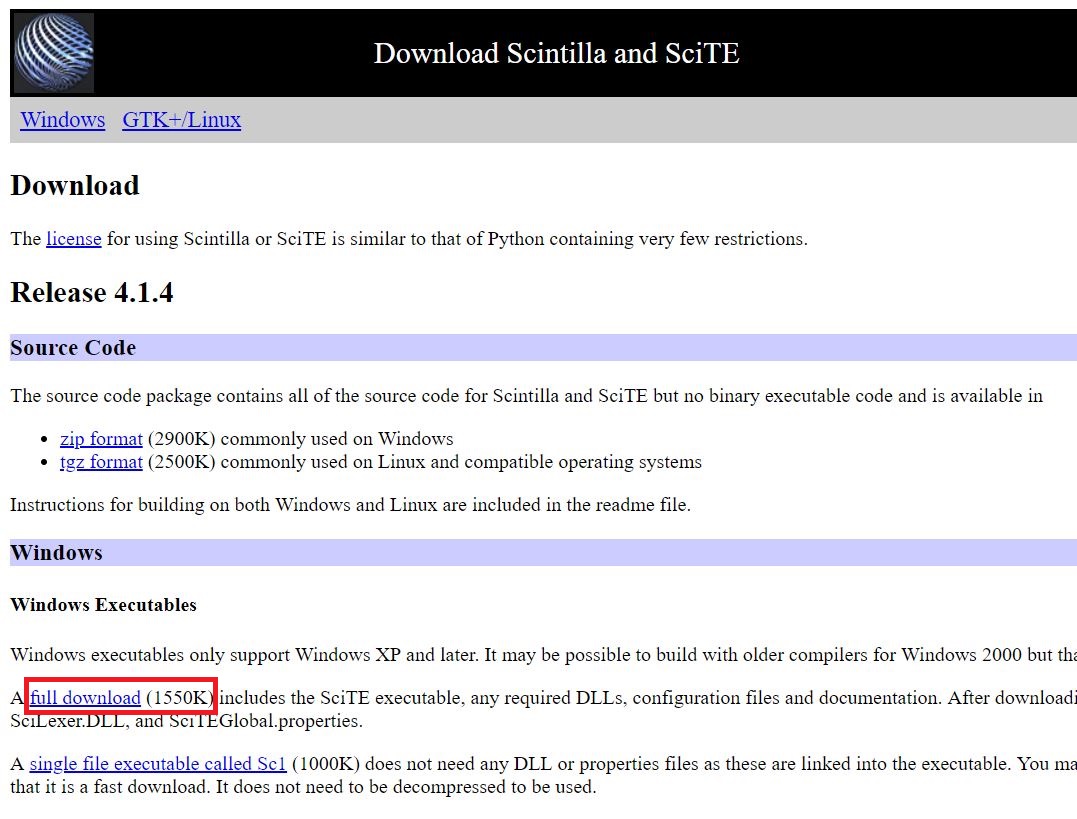 Download Scintilla and SciTE
Windows GTK+/Linux
Download
The license for using Scintilla or SciTE is similar to that of Python containing very few restrictions.
Release 4.1.4
Source Code
The source code package contains all of the source code for Scintilla and SciTE but no binary executable code and is available in
• zip format (2900K) commonly used on Windows
• tgz format (2500K) commonly used on Linux and compatible operating systems
Instructions for building on both Windows and Linux are included in the readme file.
Windows
Windows Executables
Windows executables only support Windows XP and later. It may be possible to build with older compilers for Windows 2000 but
A full download (1550K) includes the SciTE executable, any required DLLs, configuration files and documentation. After
SciLexer.DLL, and SciTEGlobal.properties.
A single file executable called Sc1 (1000K) does not need any DLL or properties files as these are linked into the executable. You
that it is a fast download. It does not need to be decompressed to be used.